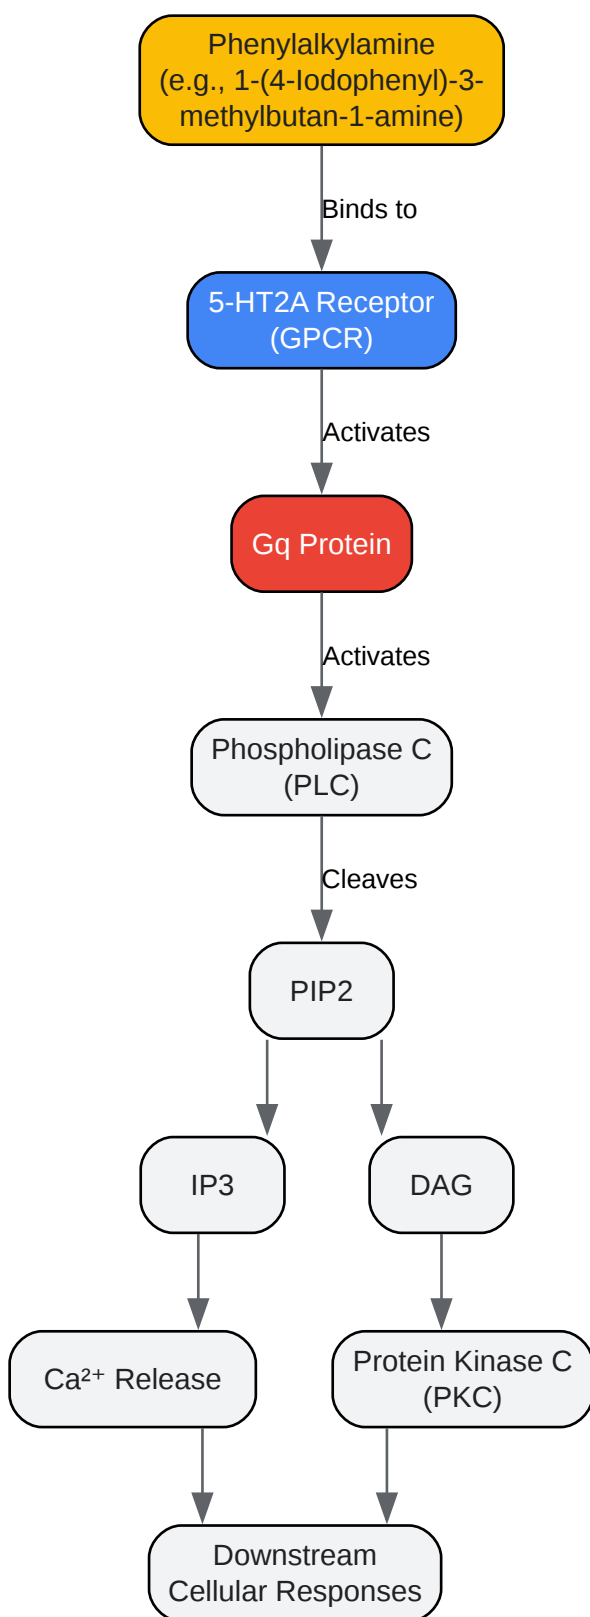 Phenylalkylamine
(e.g., 1-(4-Iodophenyl)-3-
methylbutan-1-amine)
Binds to
5-HT2A Receptor
(GPCR)
Activates
Gq Protein
Activates
Phospholipase C
(PLC)
Cleaves
PIP2
IP3
DAG
Ca²⁺ Release
Protein Kinase C
(PKC)
Downstream
Cellular Responses